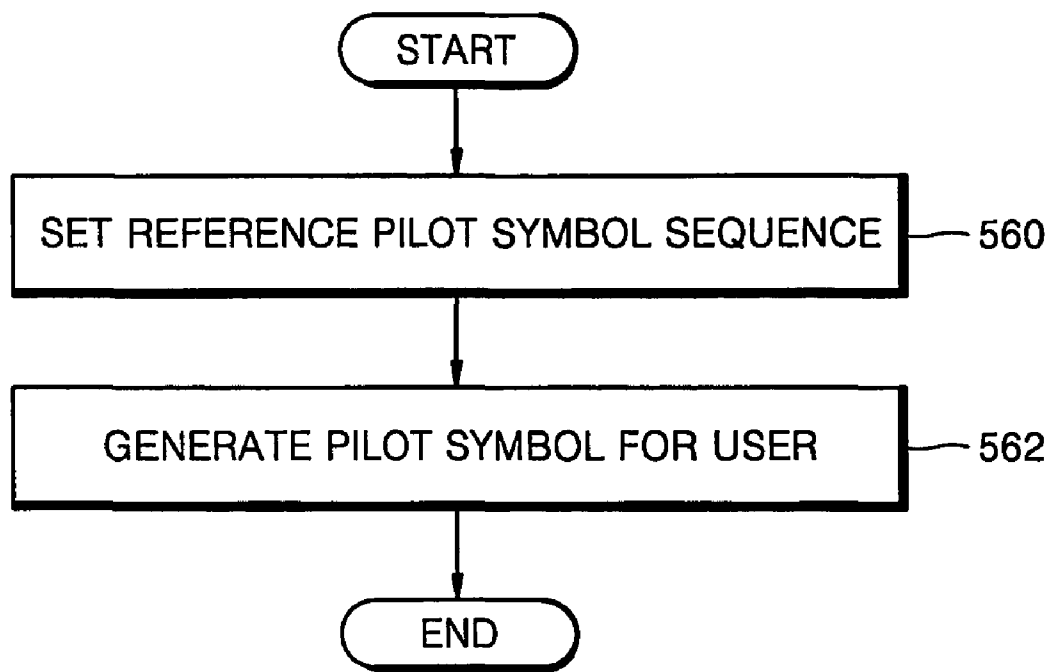 START
SET REFERENCE PILOT SYMBOL SEQUENCE 560
GENERATE PILOT SYMBOL FOR USER 562
END